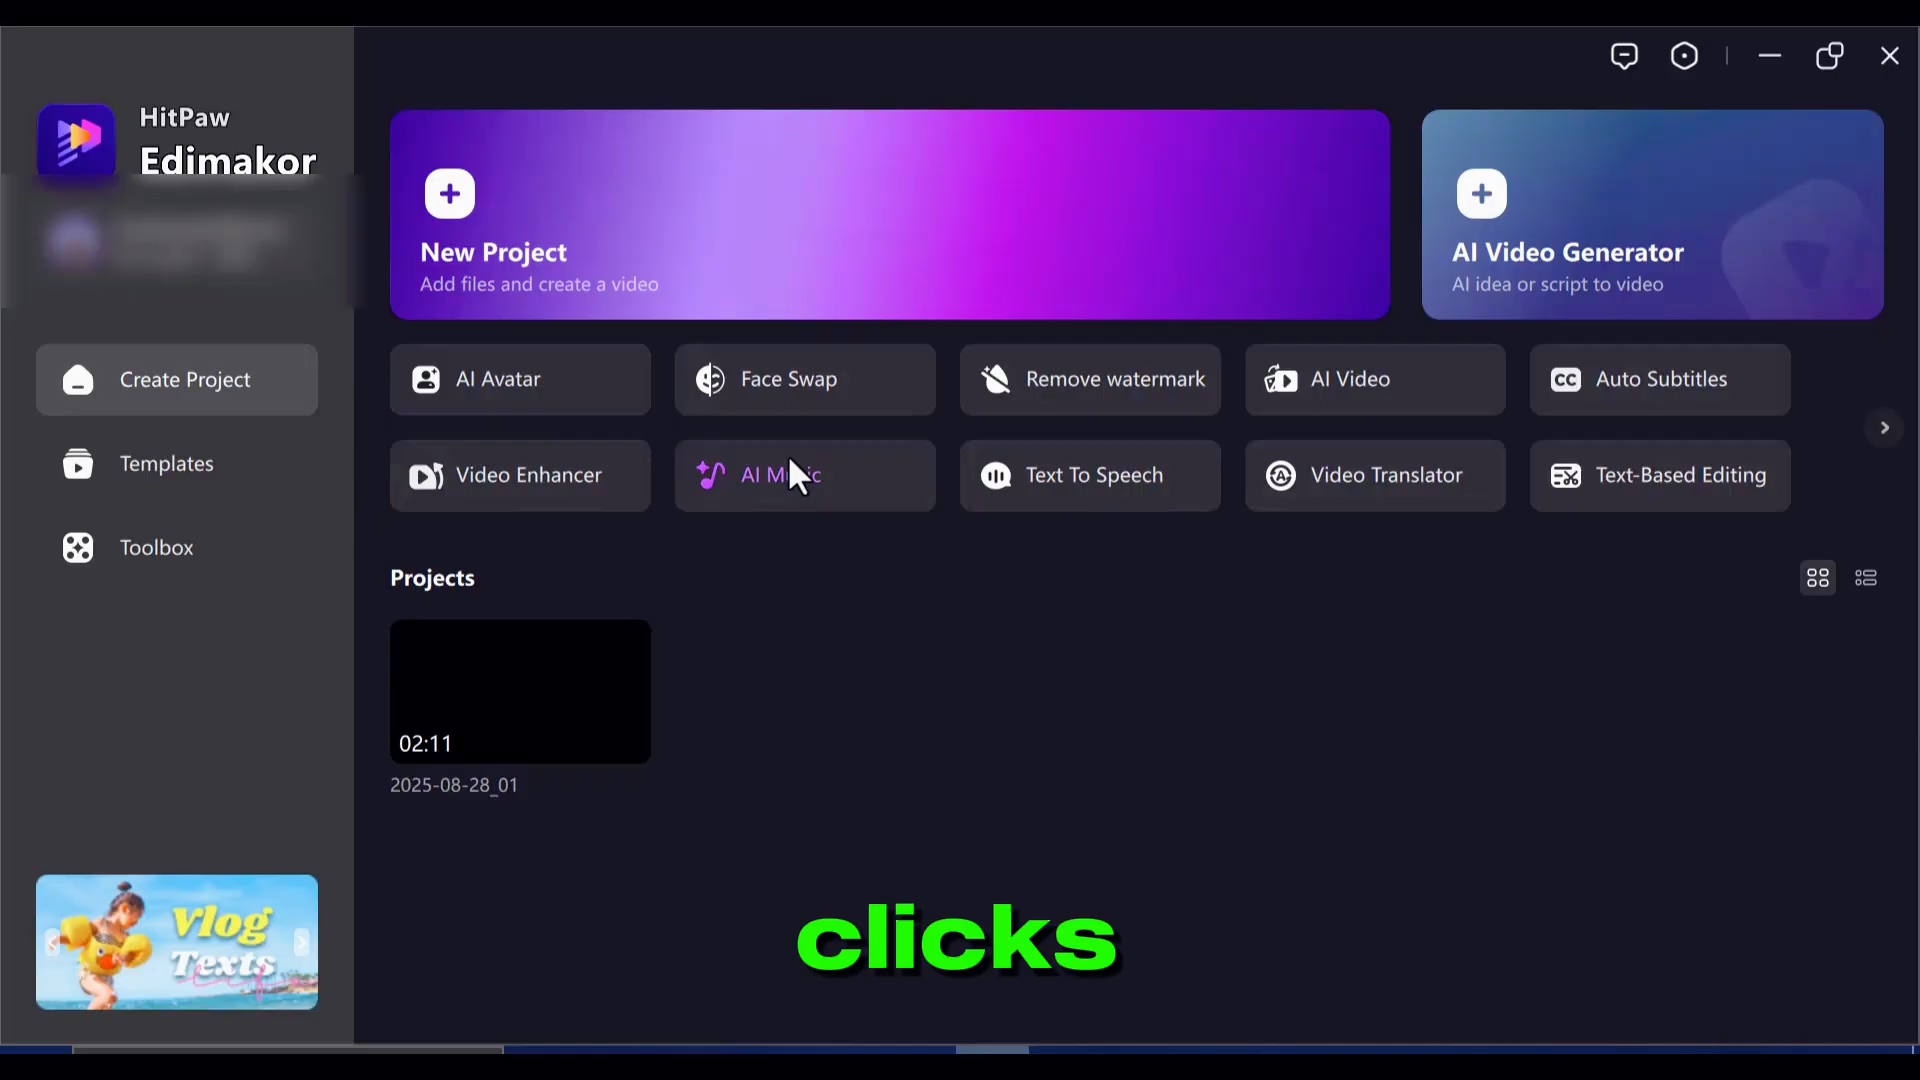 HitPaw
Edimakor
New Project
Add files and create a video
AI Video Generator
AI idea or script to video
Create Project
Templates
Toolbox
AI Avatar
Face Swap
Remove watermark
AI Video
Auto Subtitles
Video Enhancer
AI Music
Text To Speech
Video Translator
Text-Based Editing
Projects
02:11
2025-08-28_01
Vlog
Texts
clicks